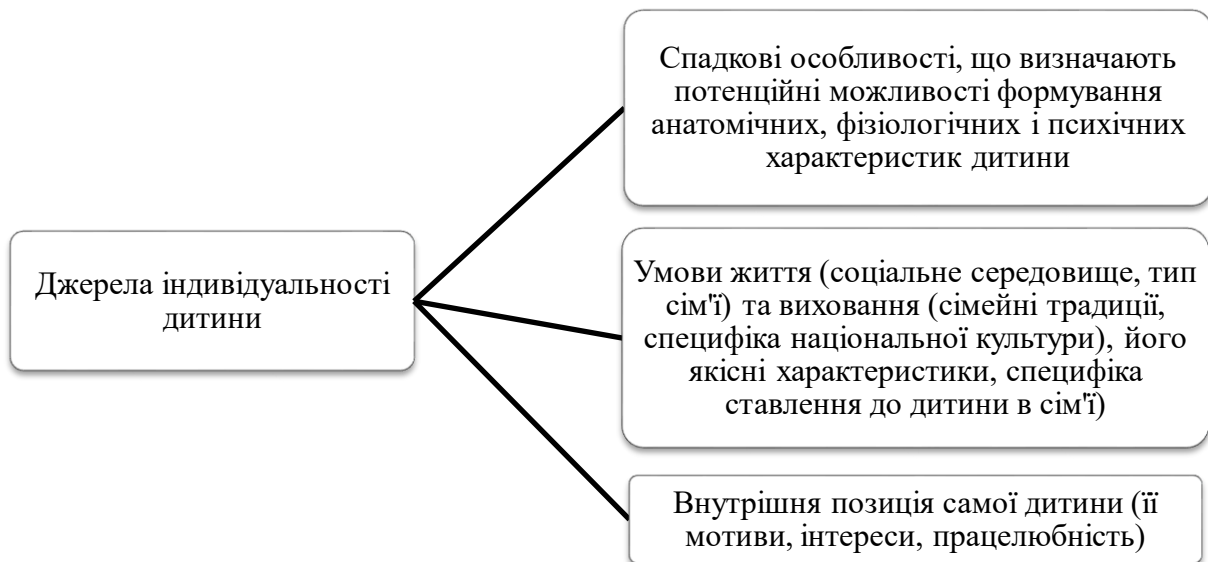 Джерела індивідуальності
дитини
Спадкові особливості, що визначають
потенційні можливості формування
анатомічних, фізіологічних і психічних
характеристик дитини
Умови життя (соціальне середовище, тип
сім'ї) та виховання (сімейні традиції,
специфіка національної культури), його
якісні характеристики, специфіка
ставлення до дитини в сім'ї)
Внутрішня позиція самої дитини (її
мотиви, інтереси, працелюбність)